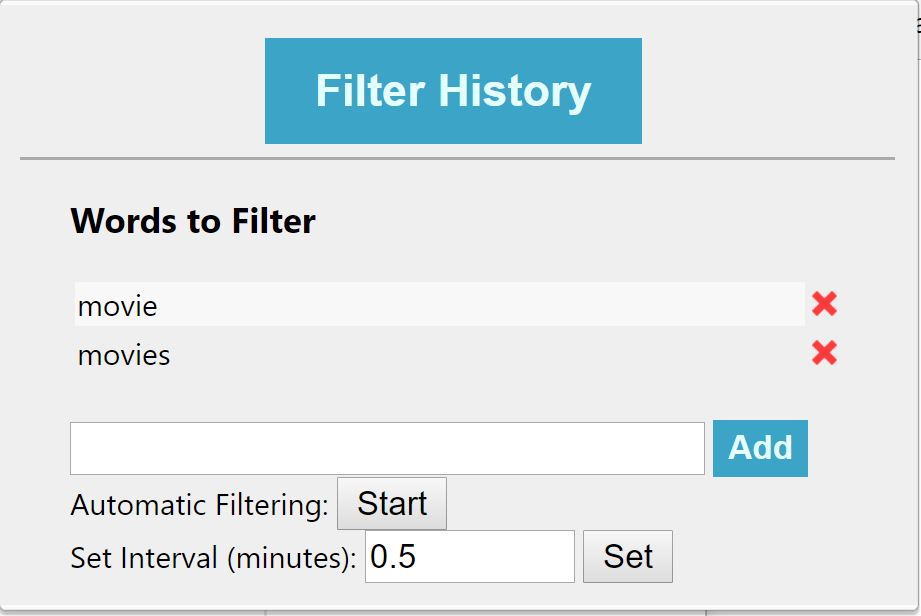 Filter History
Words to Filter
movie
movies
Add
Automatic Filtering: Start
Set Interval (minutes): 0.5 Set